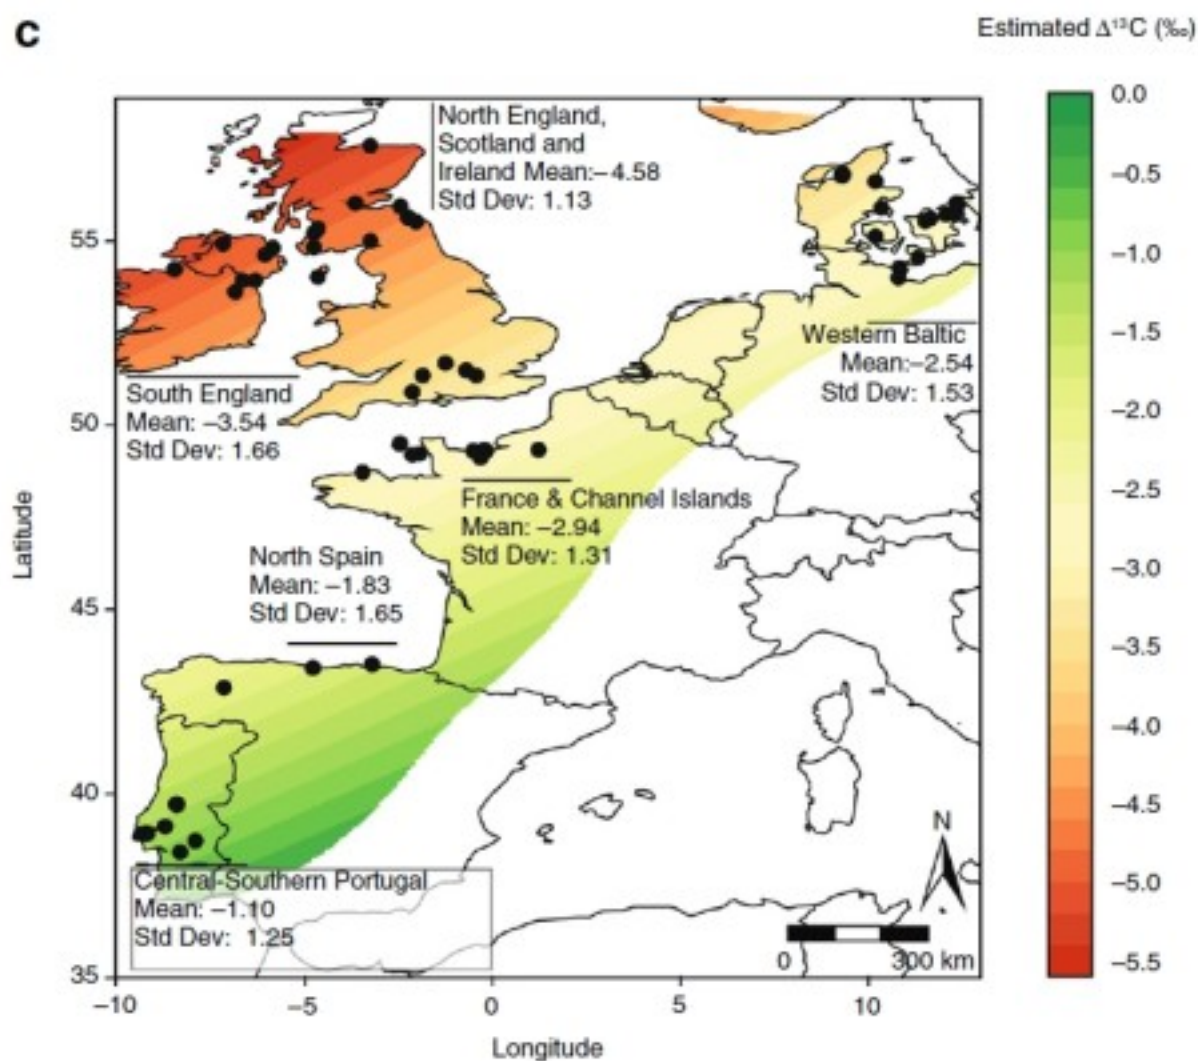 c
Estimated Δ¹³C (‰)
North England,
Scotland and
Ireland Mean:–4.58
Std Dev: 1.13
South England
Mean: –3.54
Std Dev: 1.66
Western Baltic
Mean:–2.54
Std Dev: 1.53
France & Channel Islands
Mean: –2.94
Std Dev: 1.31
North Spain
Mean: –1.83
Std Dev: 1.65
Central-Southern Portugal
Mean: –1.10
Std Dev: 1.25
N
0 300 km
Latitude
55
50
45
40
35
–10 –5 0 5 10
Longitude
0.0
–0.5
–1.0
–1.5
–2.0
–2.5
–3.0
–3.5
–4.0
–4.5
–5.0
–5.5